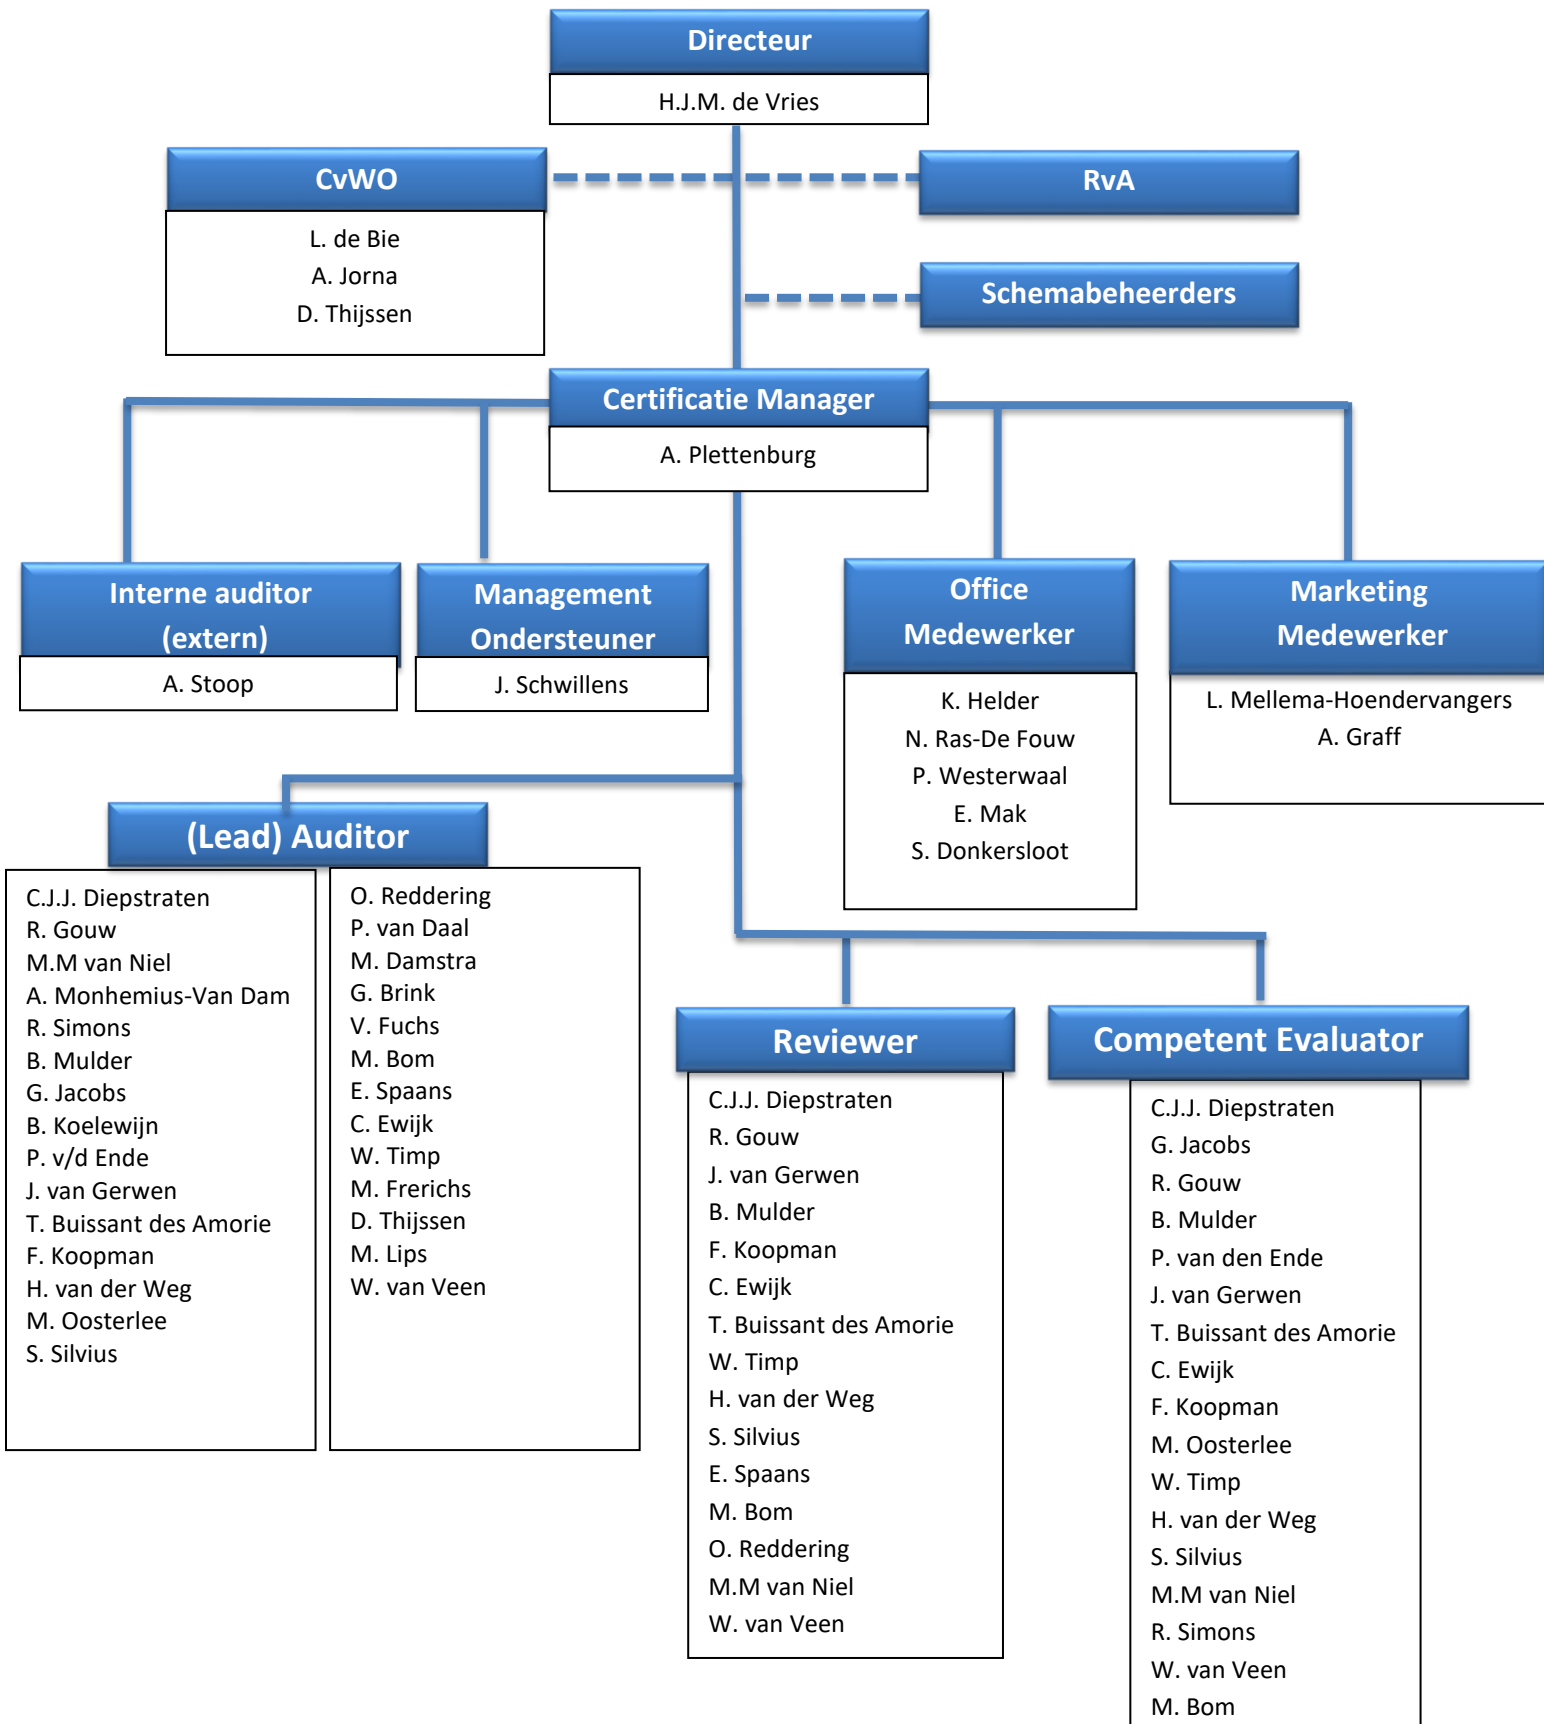 Directeur
H.J.M. de Vries
CvWO
L. de Bie
A. Jorna
D. Thijssen
RvA
Schemabeheerders
Certificatie Manager
A. Plettenburg
Interne auditor
(extern)
A. Stoop
Management
Ondersteuner
J. Schwillens
Office
Medewerker
K. Helder
N. Ras-De Fouw
P. Westerwaal
E. Mak
S. Donkersloot
Marketing
Medewerker
L. Mellema-Hoendervangers
A. Graff
(Lead) Auditor
C.J.J. Diepstraten
R. Gouw
M.M van Niel
A. Monhemius-Van Dam
R. Simons
B. Mulder
G. Jacobs
B. Koelewijn
P. v/d Ende
J. van Gerwen
T. Buissant des Amorie
F. Koopman
H. van der Weg
M. Oosterlee
S. Silvius
O. Reddering
P. van Daal
M. Damstra
G. Brink
V. Fuchs
M. Bom
E. Spaans
C. Ewijk
W. Timp
M. Frerichs
D. Thijssen
M. Lips
W. van Veen
Reviewer
C.J.J. Diepstraten
R. Gouw
J. van Gerwen
B. Mulder
F. Koopman
C. Ewijk
T. Buissant des Amorie
W. Timp
H. van der Weg
S. Silvius
E. Spaans
M. Bom
O. Reddering
M.M van Niel
W. van Veen
Competent Evaluator
C.J.J. Diepstraten
G. Jacobs
R. Gouw
B. Mulder
P. van den Ende
J. van Gerwen
T. Buissant des Amorie
C. Ewijk
F. Koopman
M. Oosterlee
W. Timp
H. van der Weg
S. Silvius
M.M van Niel
R. Simons
W. van Veen
M. Bom